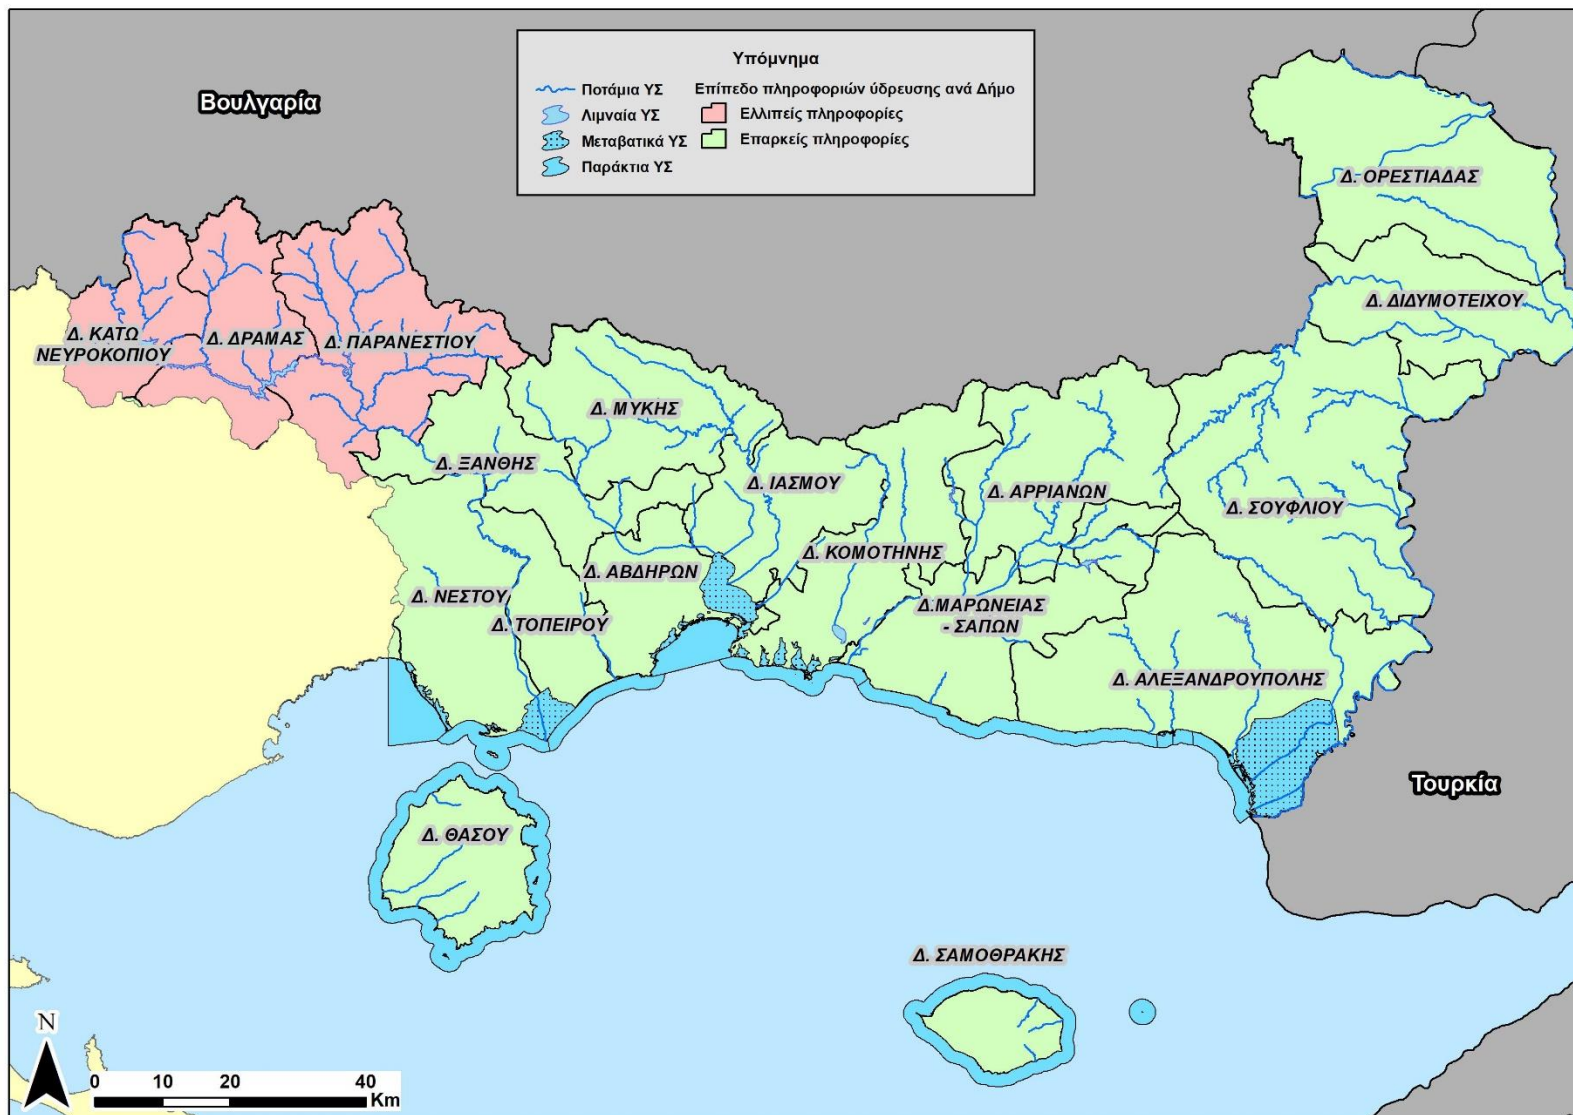 Υπόμνημα
Ποτάμια ΥΣ
Λιμναία ΥΣ
Μεταβατικά ΥΣ
Παράκτια ΥΣ
Επίπεδο πληροφοριών ύδρευσης ανά Δήμο
Ελλιπείς πληροφορίες
Επαρκείς πληροφορίες
Βουλγαρία
Δ. ΟΡΕΣΤΙΑΔΑΣ
Δ. ΔΙΔΥΜΟΤΕΙΧΟΥ
Δ. ΚΑΤΩ
ΝΕΥΡΟΚΟΠΙΟΥ
Δ. ΔΡΑΜΑΣ
Δ. ΠΑΡΑΝΕΣΤΙΟΥ
Δ. ΜΥΚΗΣ
Δ. ΞΑΝΘΗΣ
Δ. ΙΑΣΜΟΥ
Δ. ΑΡΡΙΑΝΩΝ
Δ. ΣΟΥΦΛΙΟΥ
Δ. ΚΟΜΟΤΗΝΗΣ
Δ. ΑΒΔΗΡΩΝ
Δ. ΝΕΣΤΟΥ
Δ. ΤΟΠΕΙΡΟΥ
Δ.ΜΑΡΩΝΕΙΑΣ
- ΣΑΠΩΝ
Δ. ΑΛΕΞΑΝΔΡΟΥΠΟΛΗΣ
Τουρκία
Δ. ΘΑΣΟΥ
Δ. ΣΑΜΟΘΡΑΚΗΣ
N
0 10 20 40
Km